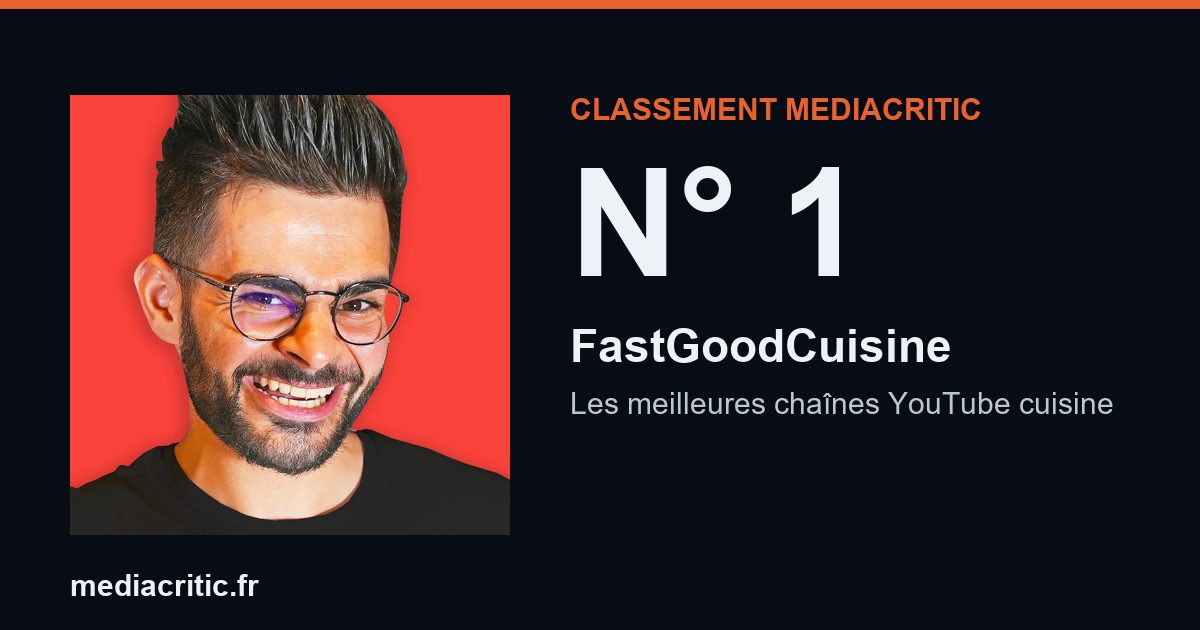 CLASSEMENT MEDIACRITIC
N° 1
FastGoodCuisine
Les meilleures chaînes YouTube cuisine
mediacritic.fr